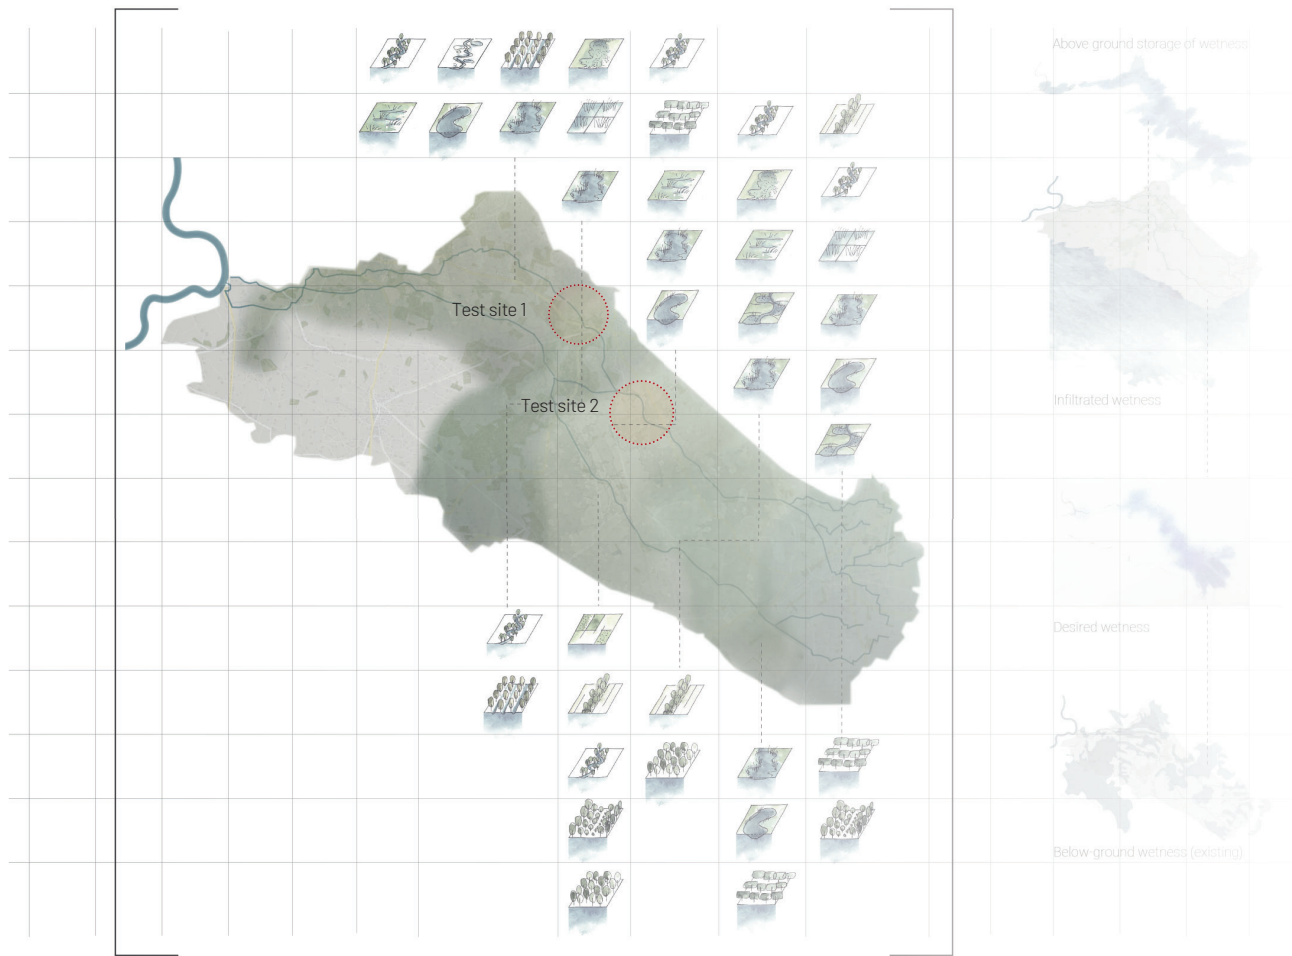 Above ground storage of wetness
Test site 1
Test site 2
Infiltrated wetness
Desired wetness
Below-ground wetness (existing)